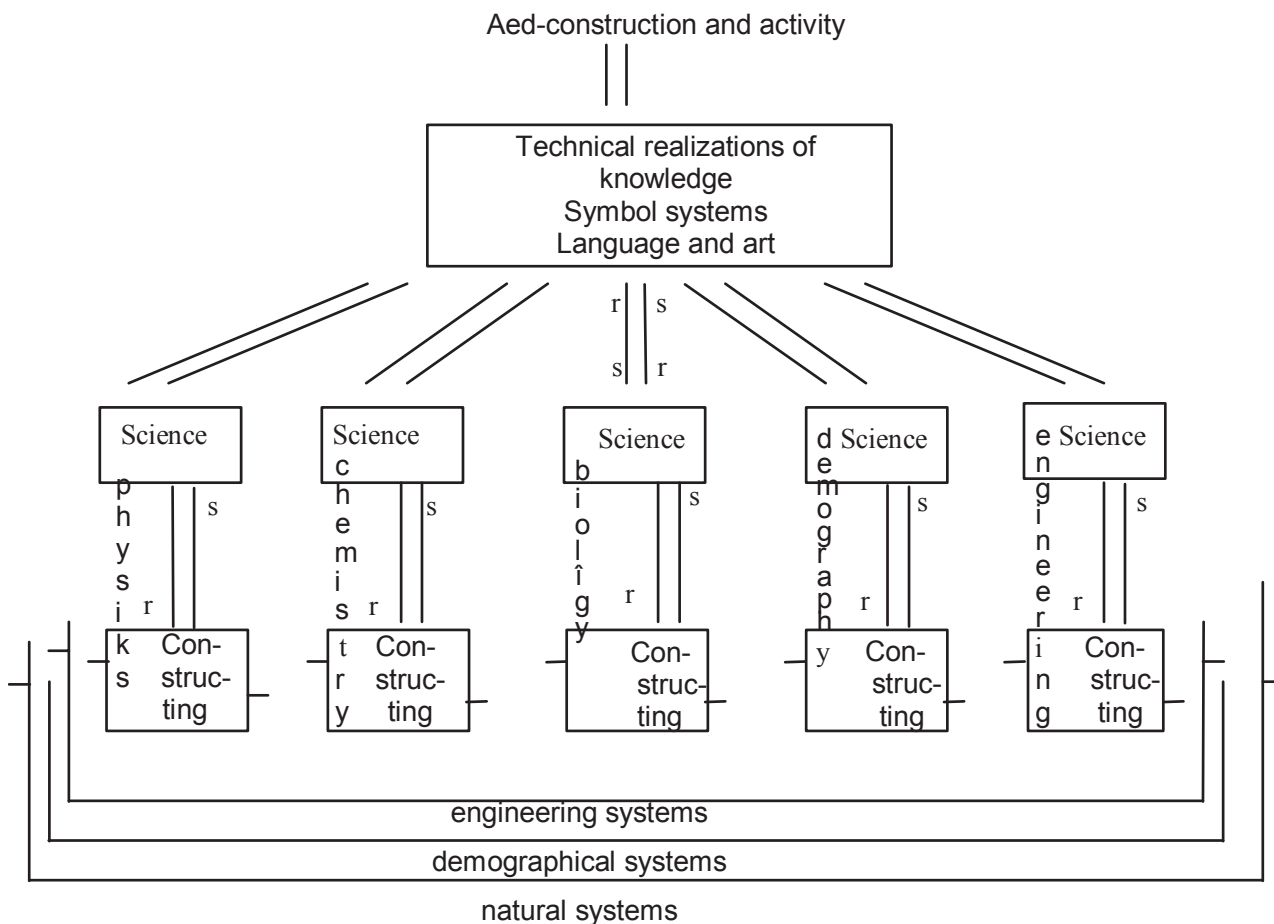 Aed-construction and activity
Technical realizations of
knowledge
Symbol systems
Language and art
r s
s r
Science
Science
Science
Science
Science
physiks
chemistry
biolîgy
demography
engineering
s
s
s
s
s
r
r
r
r
r
Con-
struc-
ting
Con-
struc-
ting
Con-
struc-
ting
Con-
struc-
ting
Con-
struc-
ting
engineering systems
demographical systems
natural systems